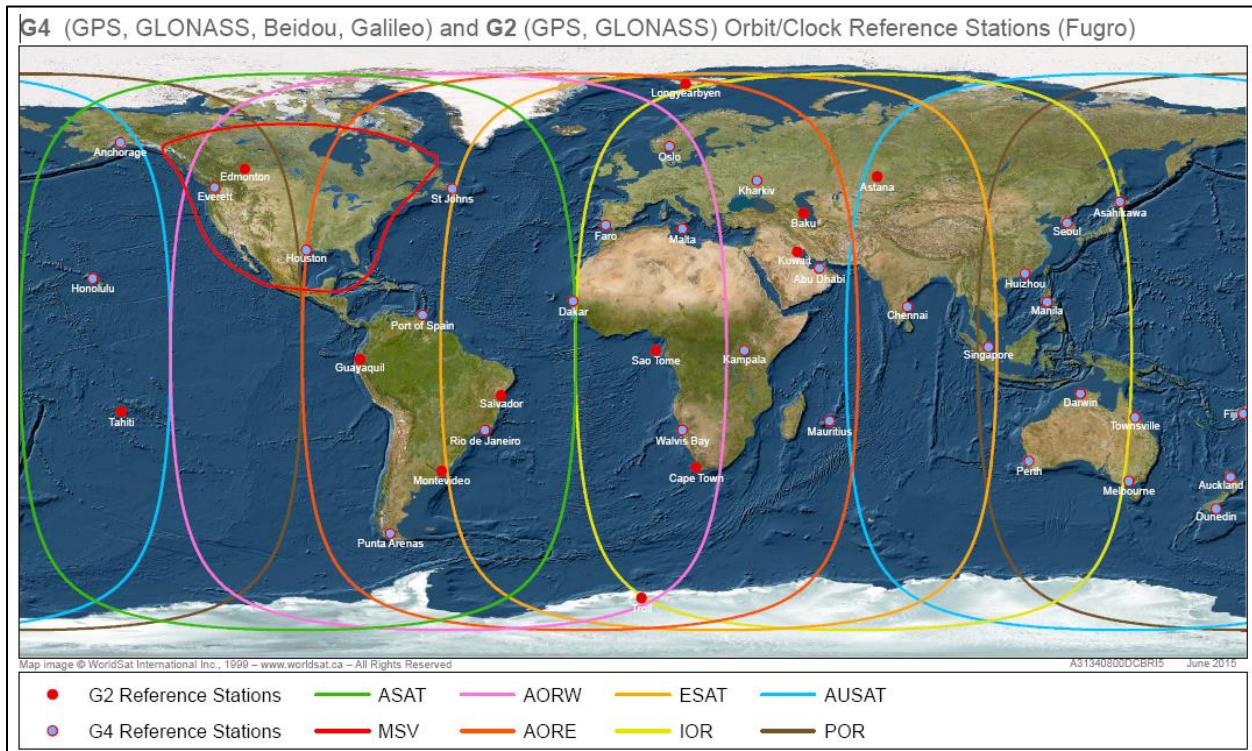 G4 (GPS, GLONASS, Beidou, Galileo) and G2 (GPS, GLONASS) Orbit/Clock Reference Stations (Fugro)
Longyearbyen
Anchorage
Oslo
Edmonton
Everett
St Johns
Kharkiv
Astana
Asahikawa
Baku
Seoul
Faro
Malta
Houston
Kuwait
Abu Dhabi
Huizhou
Honolulu
Dakar
Chennai
Manila
Port of Spain
Guayaquil
Sao Tome
Kampala
Singapore
Salvador
Darwin
Tahiti
Rio de Janeiro
Walvis Bay
Mauritius
Townsville
Fiji
Montevideo
Cape Town
Perth
Melbourne
Auckland
Dunedin
Punta Arenas
Troll
Map image © WorldSat International Inc., 1999 – www.worldsat.ca – All Rights Reserved
A31340800DCBRI5 June 2015
G2 Reference Stations ASAT AORW ESAT AUSAT
G4 Reference Stations MSV AORE IOR POR